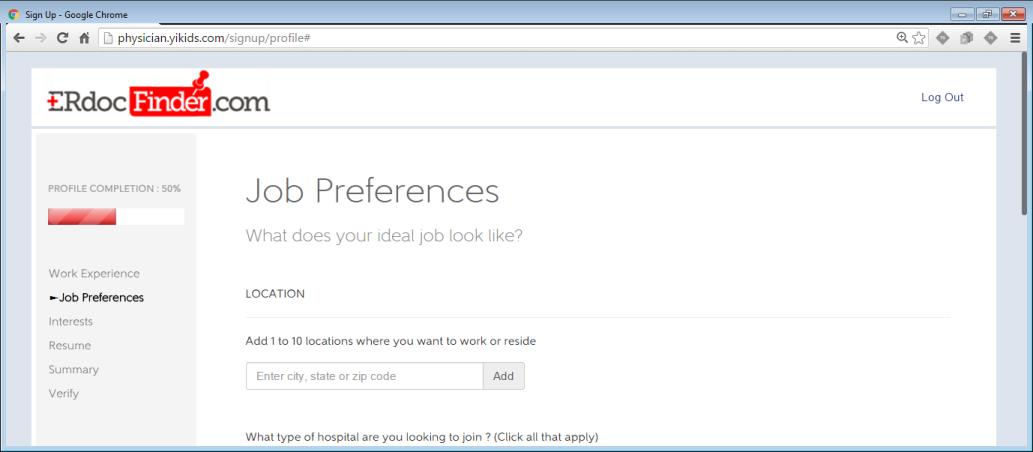 Sign Up - Google Chrome
physician.yikids.com/signup/profile#
ERdocFinder.com
Log Out
PROFILE COMPLETION : 50%
Work Experience
►Job Preferences
Interests
Resume
Summary
Verify
Job Preferences
What does your ideal job look like?
LOCATION
Add 1 to 10 locations where you want to work or reside
Enter city, state or zip code
Add
What type of hospital are you looking to join ? (Click all that apply)